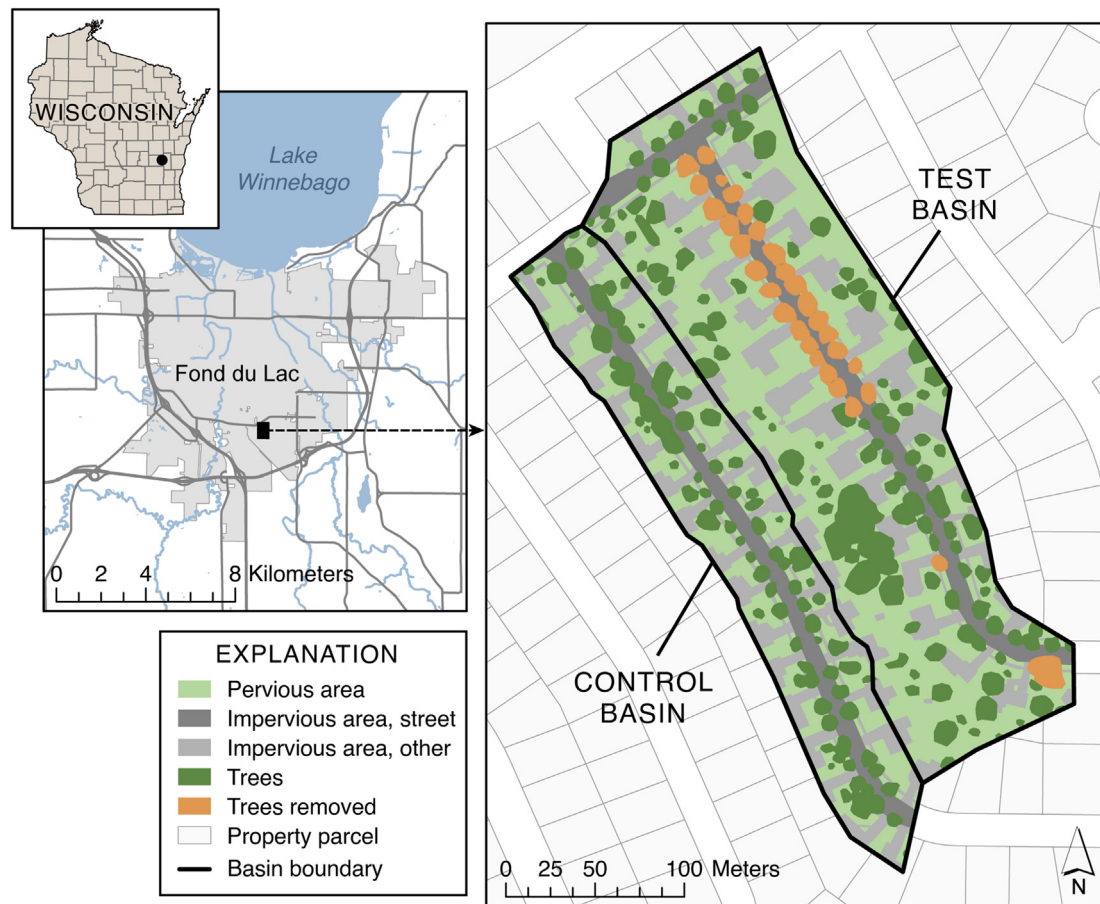 WISCONSIN
Lake
Winnebago
Fond du Lac
0 2 4 8 Kilometers
EXPLANATION
Pervious area
Impervious area, street
Impervious area, other
Trees
Trees removed
Property parcel
Basin boundary
TEST
BASIN
CONTROL
BASIN
0 25 50 100 Meters
N